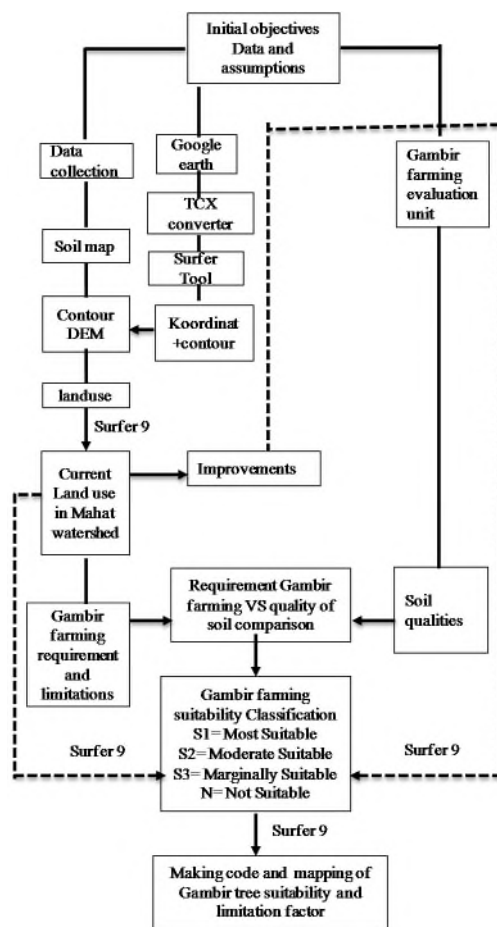 Initial objectives
Data and
assumptions
Data
collection
Google
earth
Gambir
farming
evaluation
unit
TCX
converter
Soil map
Surfer
Tool
Contour
DEM
Koordinat
+contour
landuse
Surfer 9
Current
Land use
in Mahat
watershed
Improvements
Gambir
farming
requirement
and
limitations
Requirement Gambir
farming VS quality of
soil comparison
Soil
qualities
Gambir farming
suitability Classification
S1= Most Suitable
S2= Moderate Suitable
S3= Marginally Suitable
N= Not Suitable
Surfer 9
Surfer 9
Surfer 9
Making code and mapping of
Gambir tree suitability and
limitation factor